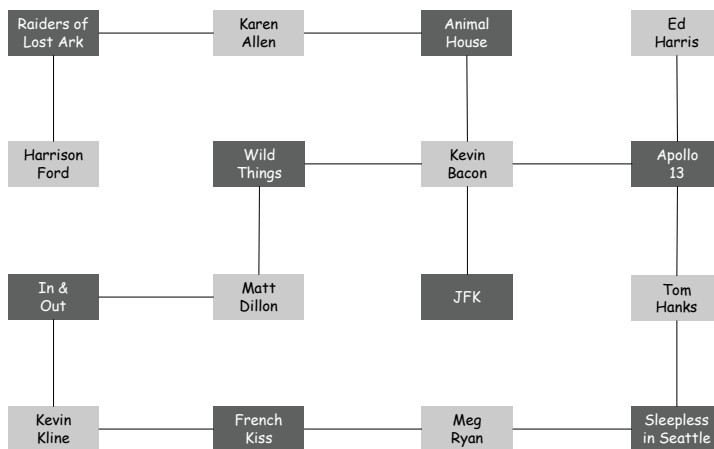 Raiders of
Lost Ark
Karen
Allen
Animal
House
Ed
Harris
Harrison
Ford
Wild
Things
Kevin
Bacon
Apollo
13
In &
Out
Matt
Dillon
JFK
Tom
Hanks
Kevin
Kline
French
Kiss
Meg
Ryan
Sleepless
in Seattle